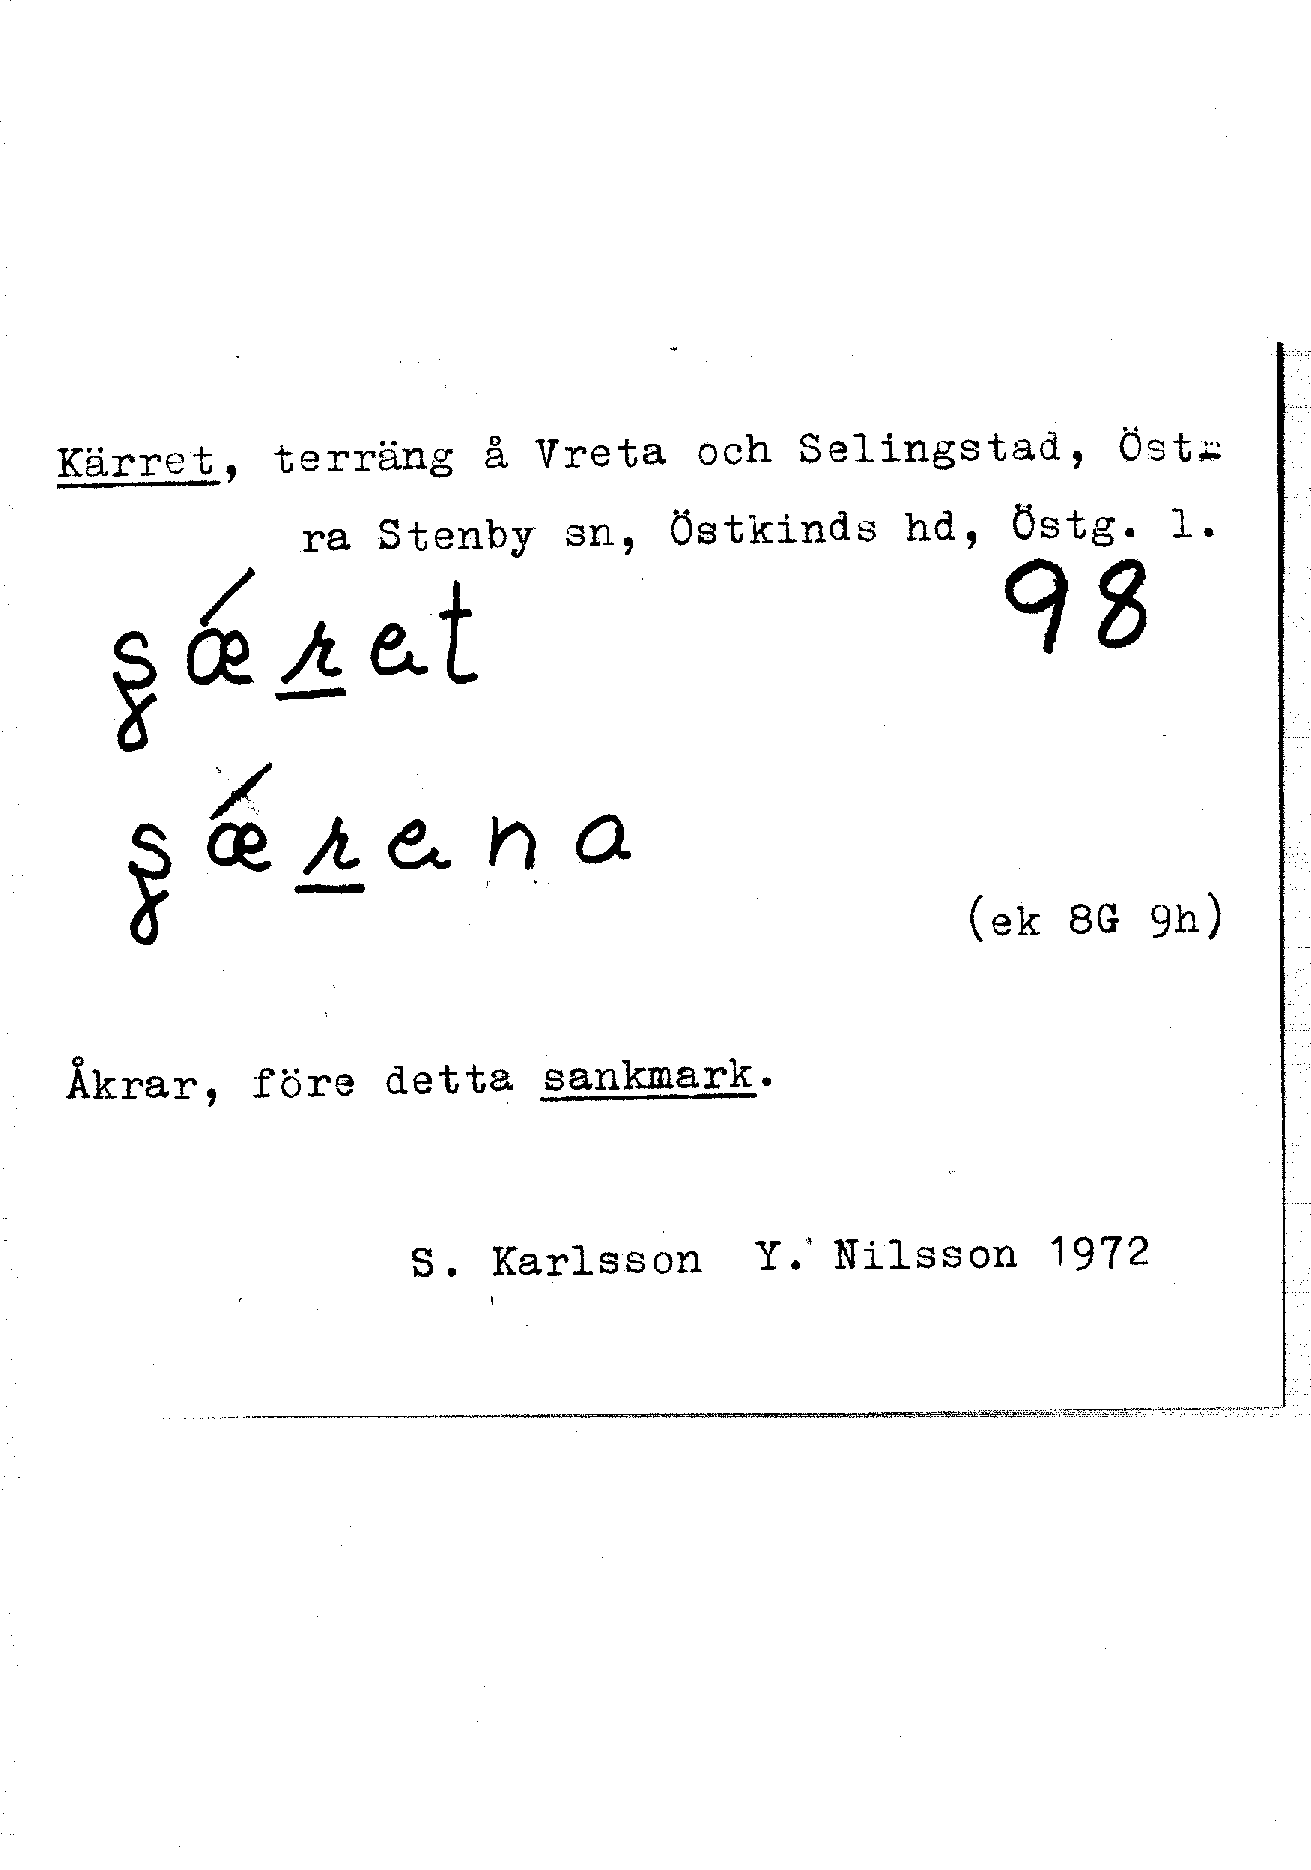 Kärret, terräng å Vreta och Selingstad, Öst=
ra Stenby sn, Östkinds hd, Östg. l.
98
(ek 8G 9h)
Åkrar, före detta sankmark.
S. Karlsson Y. Nilsson 1972